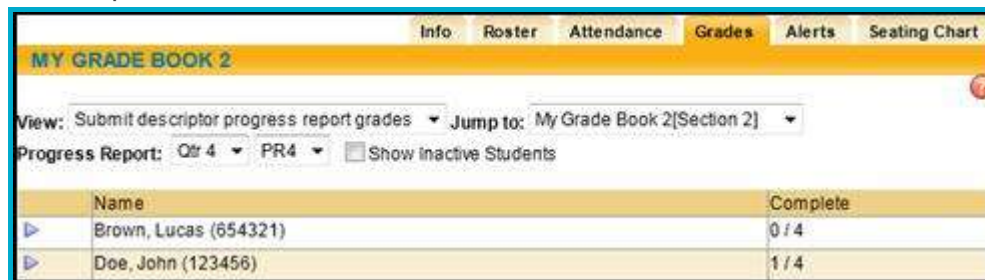 Info Roster Attendance Grades Alerts Seating Chart
MY GRADE BOOK 2
View: Submit descriptor progress report grades Jump to: My Grade Book 2[Section 2]
Progress Report: Qtr 4 PR4 Show Inactive Students
Name Complete
Brown, Lucas (654321) 0 / 4
Doe, John (123456) 1 / 4